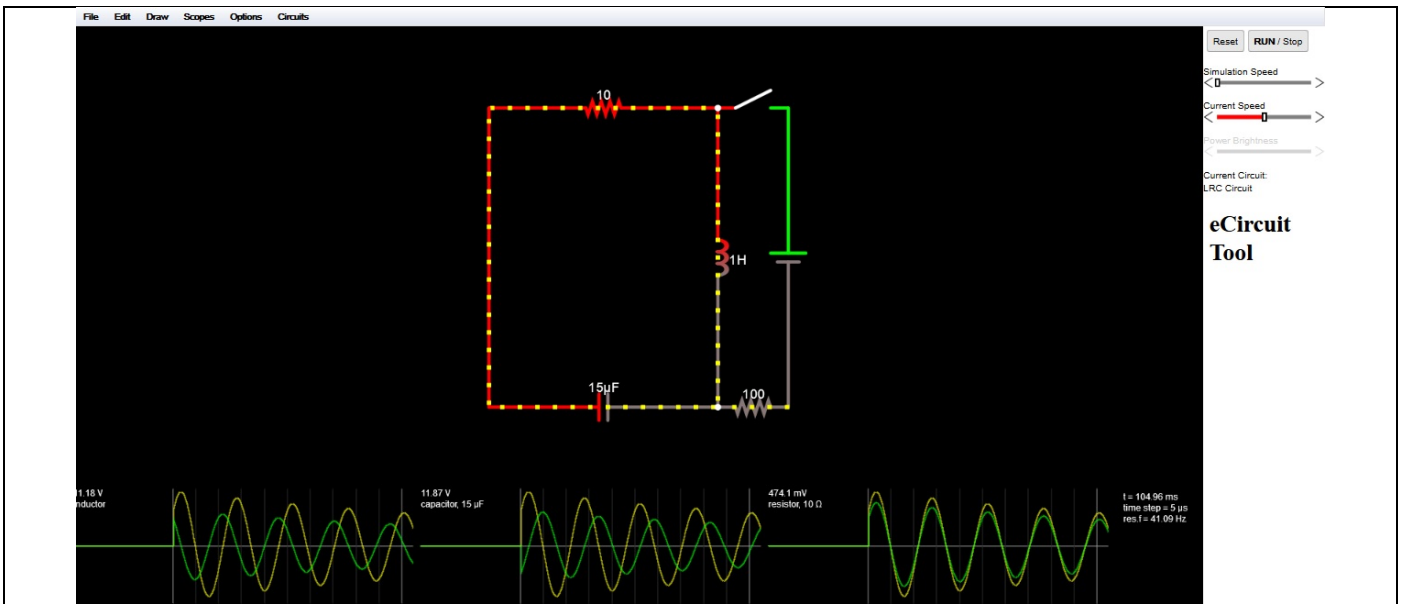 File Edit Draw Scopes Options Circuits
Reset RUN / Stop
Simulation Speed
Current Speed
Power Brightness
Current Circuit:
LRC Circuit
eCircuit
Tool
10
1H
15µF
100
11.18 V
nductor
11.87 V
capacitor, 15 µF
474.1 mV
resistor, 10 Ω
t = 104.96 ms
time step = 5 µs
res.f = 41.09 Hz